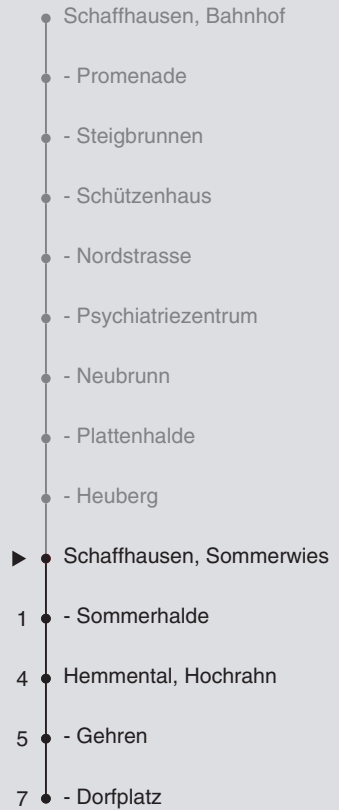 Schaffhausen, Bahnhof
- Promenade
- Steigbrunnen
- Schützenhaus
- Nordstrasse
- Psychiatriezentrum
- Neubrunn
- Plattenhalde
- Heuberg
Schaffhausen, Sommerwies
1 - Sommerhalde
4 Hemmental, Hochrahn
5 - Gehren
7 - Dorfplatz